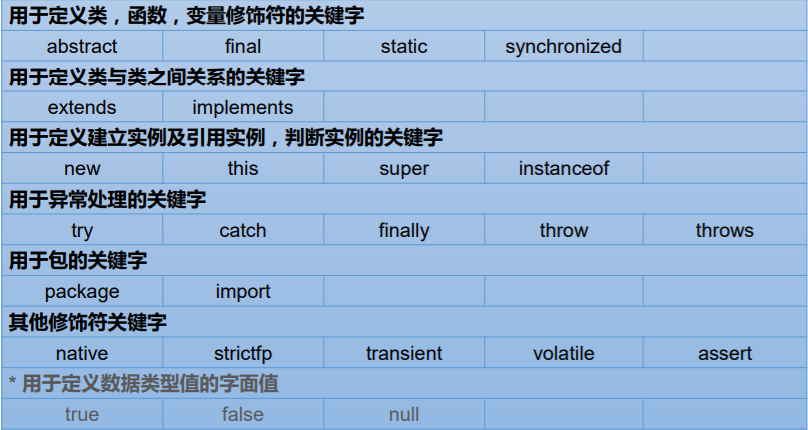 用于定义类，函数，变量修饰符的关键字
abstract final static synchronized
用于定义类与类之间关系的关键字
extends implements
用于定义建立实例及引用实例，判断实例的关键字
new this super instanceof
用于异常处理的关键字
try catch finally throw throws
用于包的关键字
package import
其他修饰符关键字
native strictfp transient volatile assert
* 用于定义数据类型值的字面值
true false null